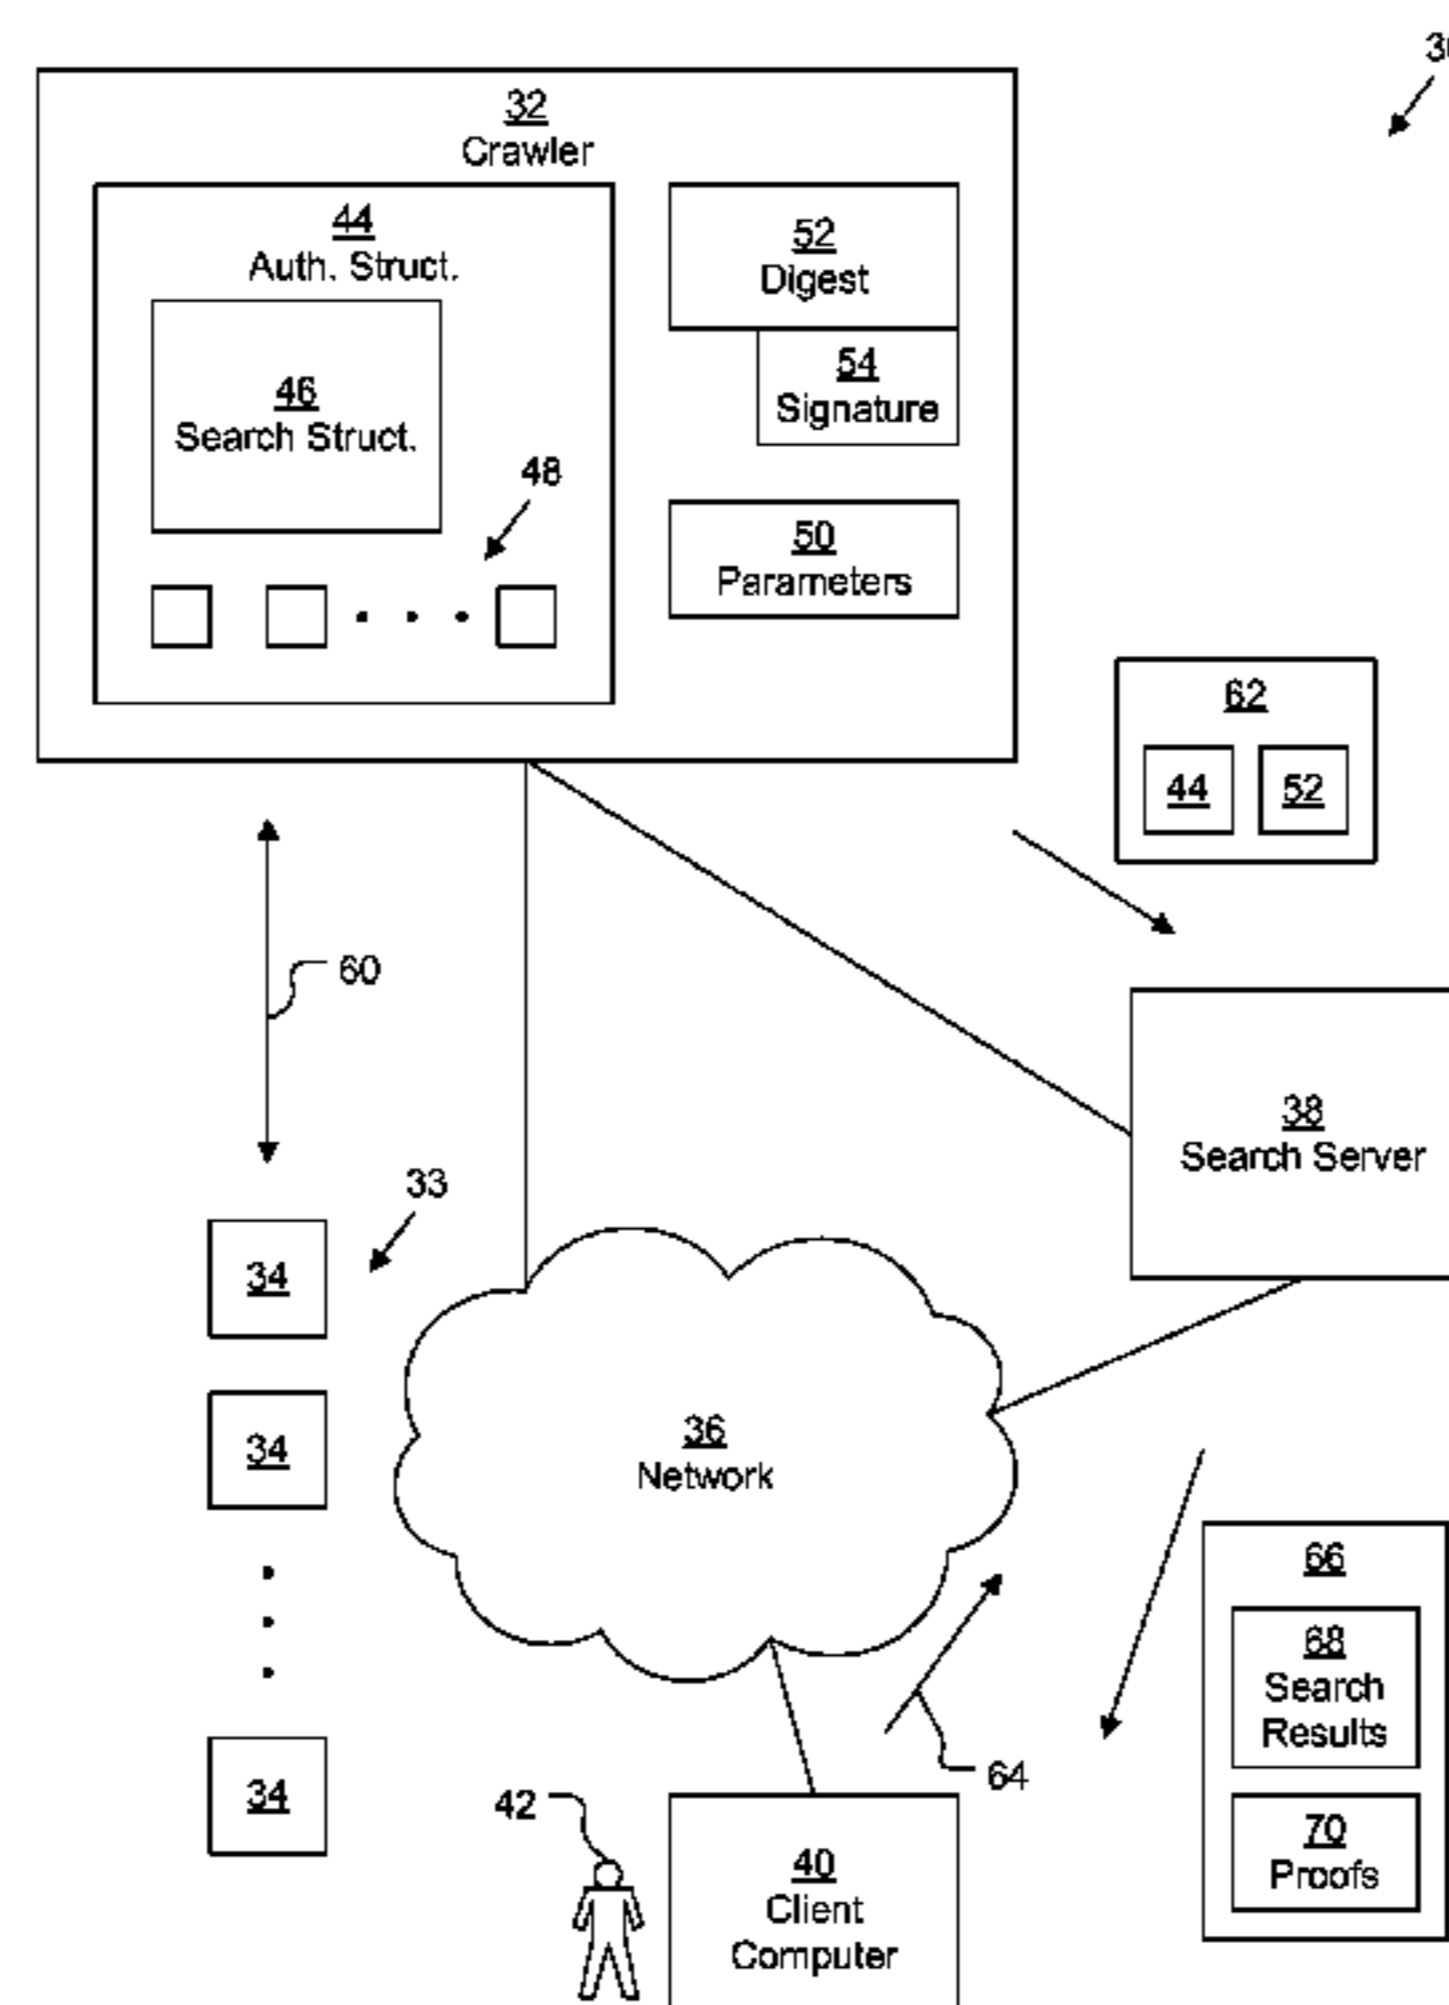 32
Crawler
44
Auth. Struct.
46
Search Struct.
48
52
Digest
54
Signature
50
Parameters
62
44
52
60
38
Search Server
33
34
34
34
36
Network
66
68
Search
Results
70
Proofs
64
42
40
Client
Computer